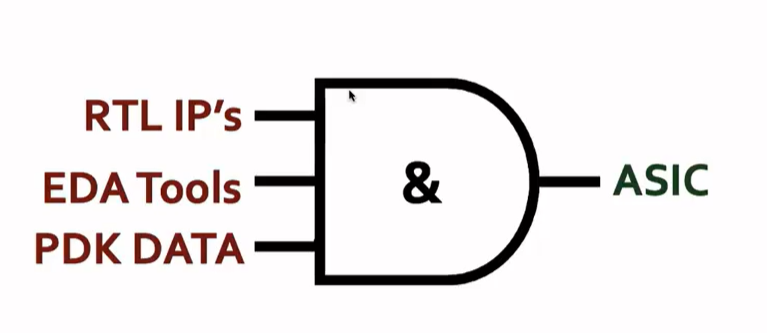 RTL IP's
EDA Tools
PDK DATA
&
ASIC